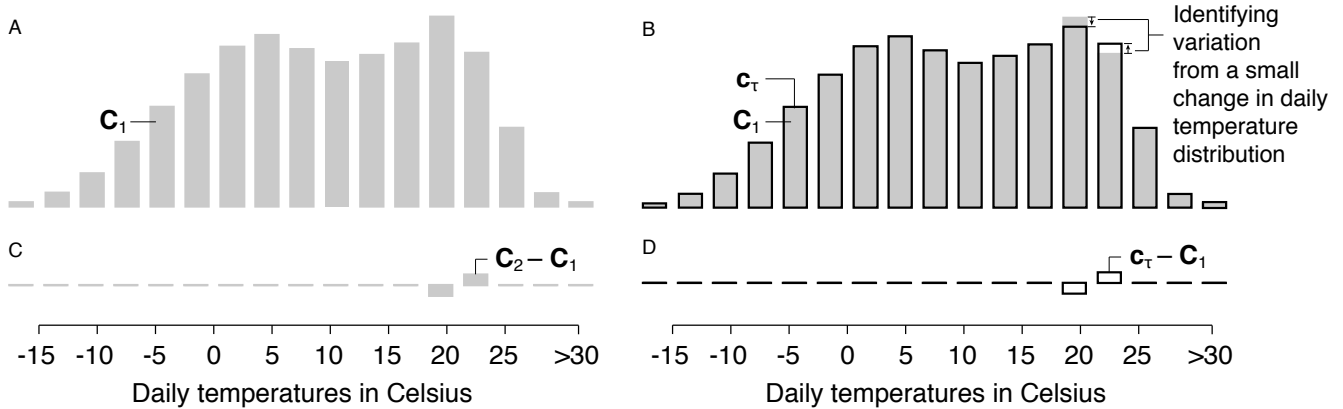 A
C₁
C
C₂ – C₁
-15 -10 -5 0 5 10 15 20 25 >30
Daily temperatures in Celsius
B
Identifying
variation
from a small
change in daily
temperature
distribution
c_τ
C₁
D
c_τ – C₁
-15 -10 -5 0 5 10 15 20 25 >30
Daily temperatures in Celsius